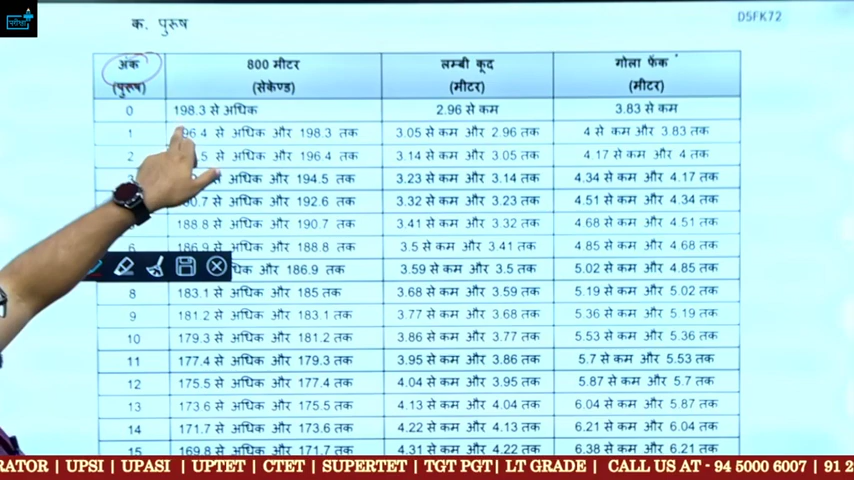 परीक्षा
क. पुरूष
D5FK72
अंक (पुरूष) 800 मीटर (सेकेण्ड) लम्बी कूद (मीटर) गोला फेंक (मीटर)
0 198.3 से अधिक 2.96 से कम 3.83 से कम
1 96.4 से अधिक और 198.3 तक 3.05 से कम और 2.96 तक 4 से कम और 3.83 तक
2 .5 से अधिक और 196.4 तक 3.14 से कम और 3.05 तक 4.17 से कम और 4 तक
अधिक और 194.5 तक 3.23 से कम और 3.14 तक 4.34 से कम और 4.17 तक
0.7 से अधिक और 192.6 तक 3.32 से कम और 3.23 तक 4.51 से कम और 4.34 तक
188.8 से अधिक और 190.7 तक 3.41 से कम और 3.32 तक 4.68 से कम और 4.51 तक
6 186.9 से अधिक और 188.8 तक 3.5 से कम और 3.41 तक 4.85 से कम और 4.68 तक
और 186.9 तक 3.59 से कम और 3.5 तक 5.02 से कम और 4.85 तक
8 183.1 से अधिक और 185 तक 3.68 से कम और 3.59 तक 5.19 से कम और 5.02 तक
9 181.2 से अधिक और 183.1 तक 3.77 से कम और 3.68 तक 5.36 से कम और 5.19 तक
10 179.3 से अधिक और 181.2 तक 3.86 से कम और 3.77 तक 5.53 से कम और 5.36 तक
11 177.4 से अधिक और 179.3 तक 3.95 से कम और 3.86 तक 5.7 से कम और 5.53 तक
12 175.5 से अधिक और 177.4 तक 4.04 से कम और 3.95 तक 5.87 से कम और 5.7 तक
13 173.6 से अधिक और 175.5 तक 4.13 से कम और 4.04 तक 6.04 से कम और 5.87 तक
14 171.7 से अधिक और 173.6 तक 4.22 से कम और 4.13 तक 6.21 से कम और 6.04 तक
15 169.8 से अधिक और 171.7 तक 4.31 से कम और 4.22 तक 6.38 से कम और 6.21 तक
RATOR | UPSI | UPASI | UPTET | CTET | SUPERTET | TGT PGT| LT GRADE | CALL US AT - 94 5000 6007 | 91 2